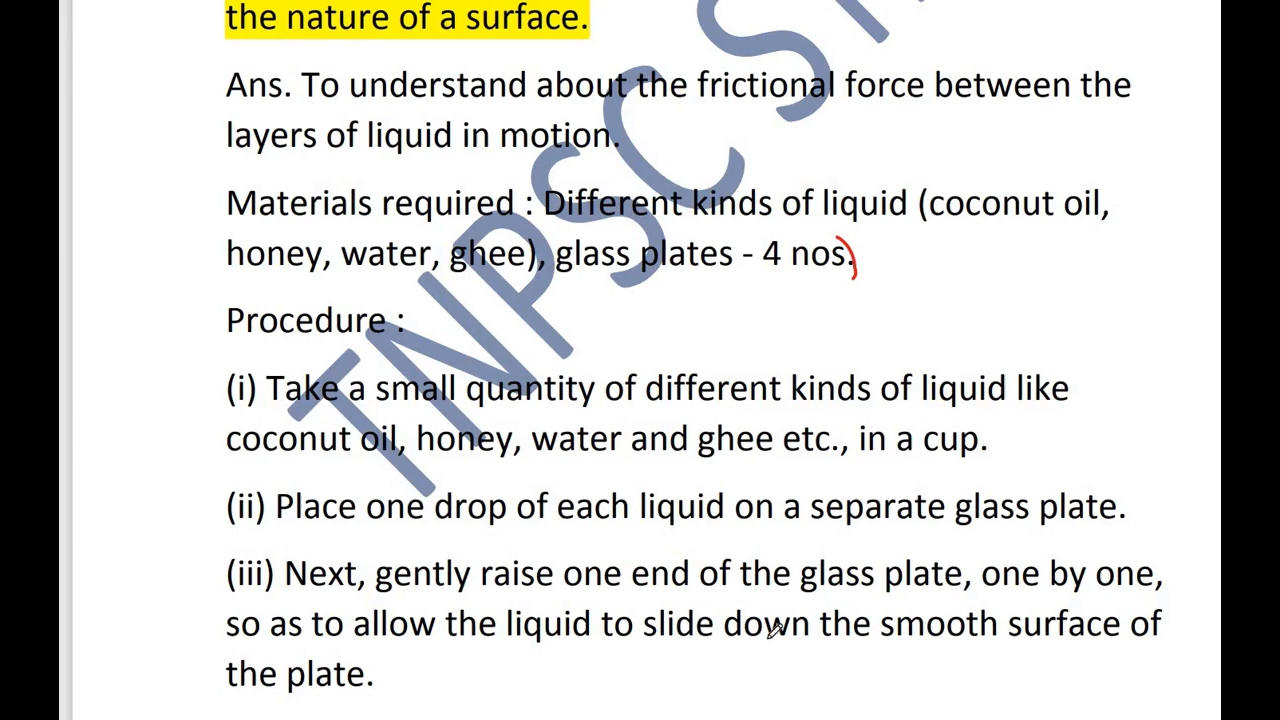 the nature of a surface.
Ans. To understand about the frictional force between the
layers of liquid in motion.
Materials required : Different kinds of liquid (coconut oil,
honey, water, ghee), glass plates - 4 nos.
Procedure :
(i) Take a small quantity of different kinds of liquid like
coconut oil, honey, water and ghee etc., in a cup.
(ii) Place one drop of each liquid on a separate glass plate.
(iii) Next, gently raise one end of the glass plate, one by one,
so as to allow the liquid to slide down the smooth surface of
the plate.
TNPSC